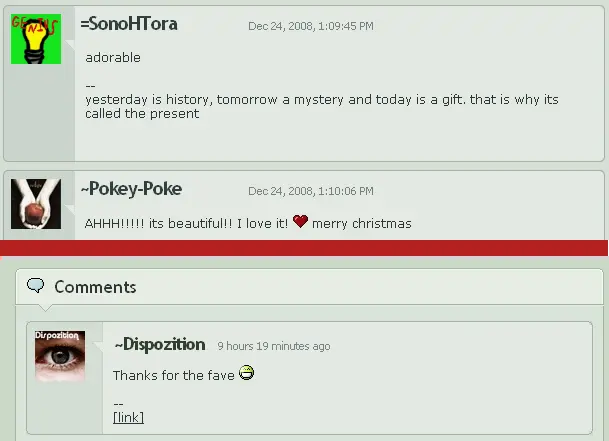 GENIUS
=SonoHTora Dec 24, 2008, 1:09:45 PM
adorable
--
yesterday is history, tomorrow a mystery and today is a gift. that is why its
called the present
~Pokey-Poke Dec 24, 2008, 1:10:06 PM
AHHH!!!!! its beautiful!! I love it! merry christmas
Comments
Dispozition
~Dispozition 9 hours 19 minutes ago
Thanks for the fave
--
[link]